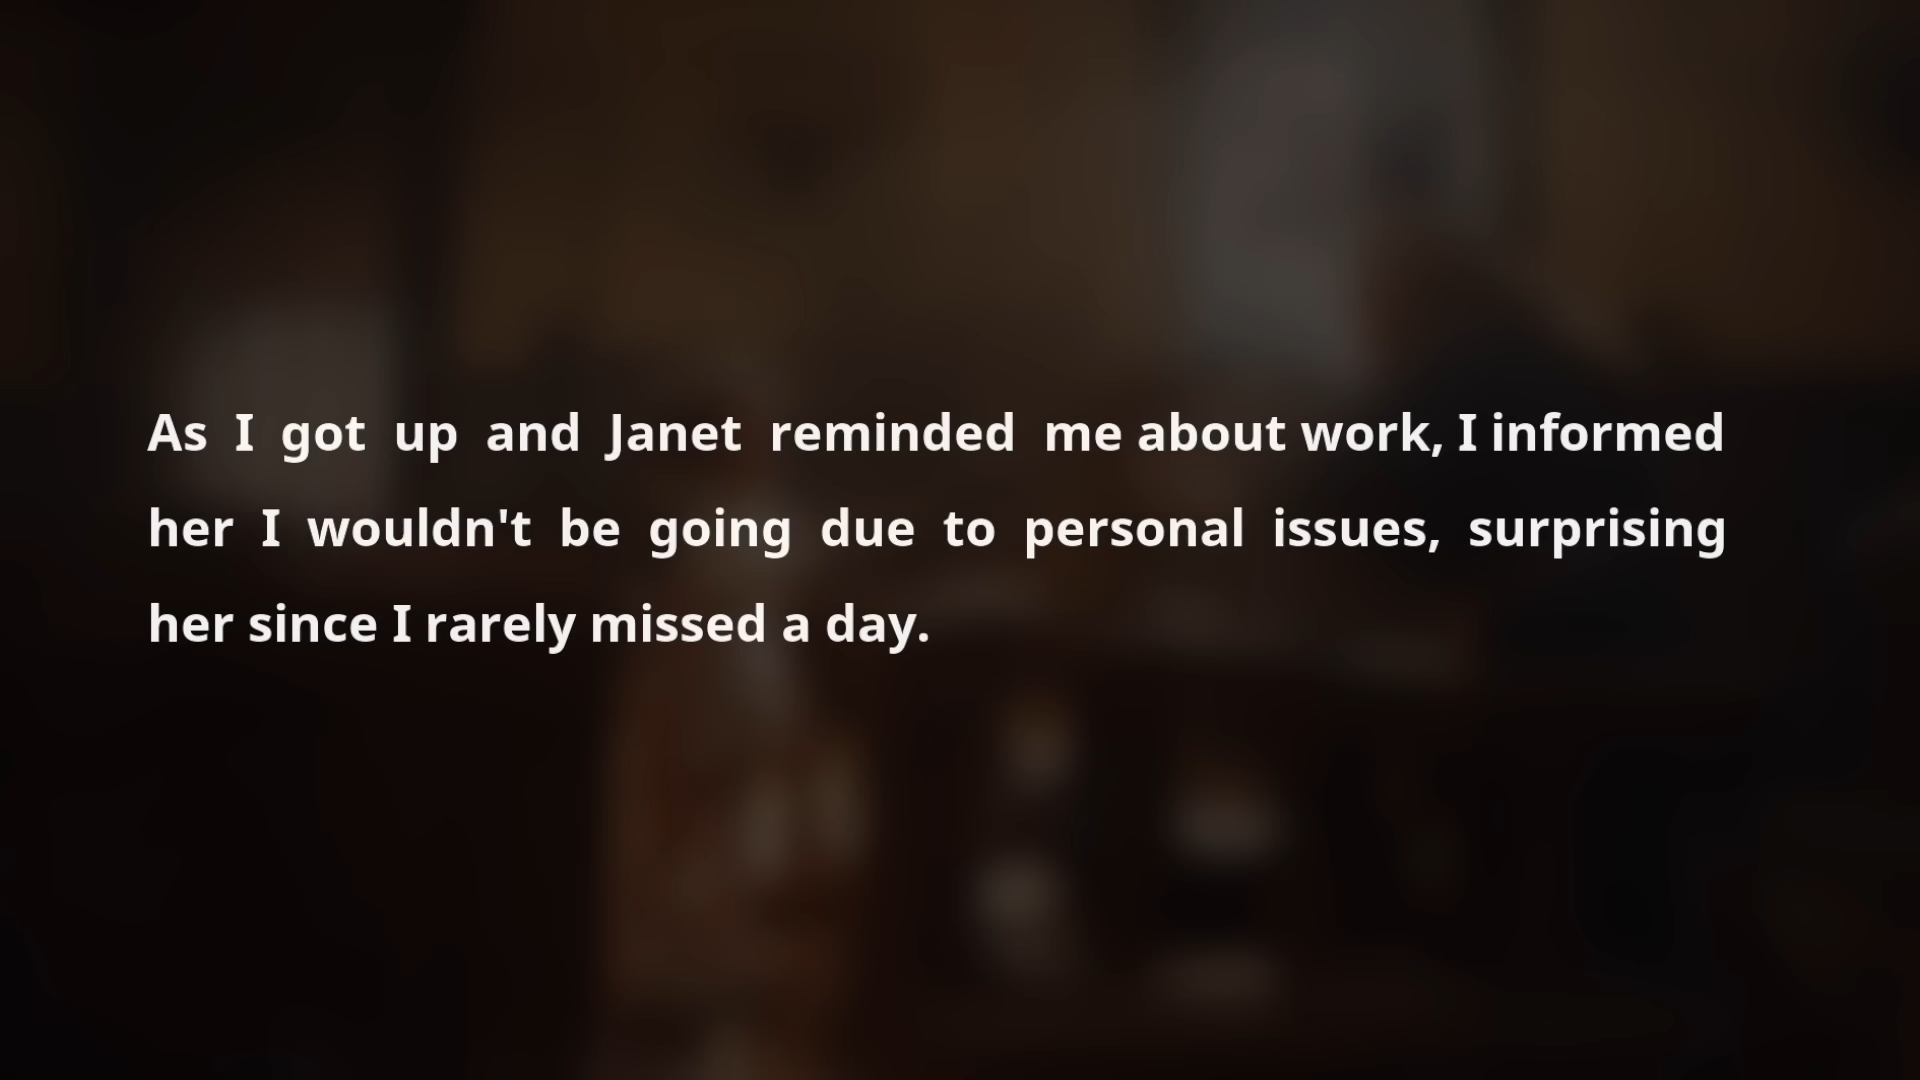 As I got up and Janet reminded me about work, I informed
her I wouldn't be going due to personal issues, surprising
her since I rarely missed a day.